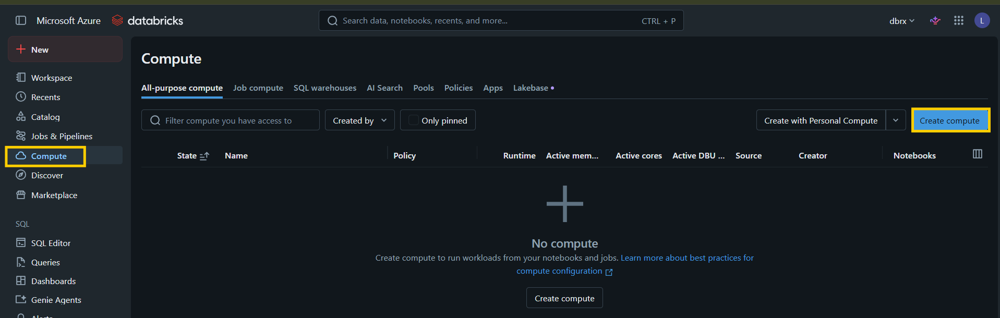 Microsoft Azure databricks
Search data, notebooks, recents, and more... CTRL + P
dbrx
L
New
Workspace
Recents
Catalog
Jobs & Pipelines
Compute
Discover
Marketplace
SQL
SQL Editor
Queries
Dashboards
Genie Agents
Alerts
Compute
All-purpose compute Job compute SQL warehouses AI Search Pools Policies Apps Lakebase
Filter compute you have access to Created by Only pinned Create with Personal Compute Create compute
State Name Policy Runtime Active mem... Active cores Active DBU ... Source Creator Notebooks
No compute
Create compute to run workloads from your notebooks and jobs. Learn more about best practices for
compute configuration
Create compute